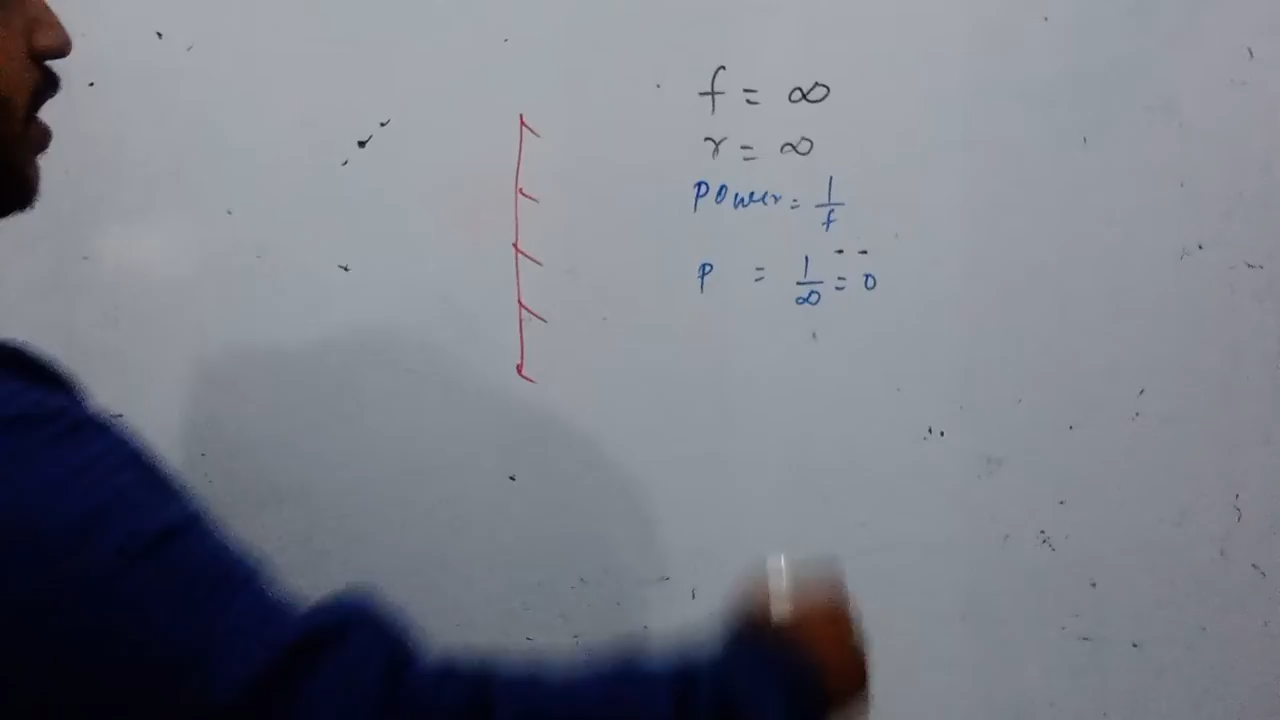 f = ∞
r = ∞
Power = 1/f
P = 1/∞ = 0